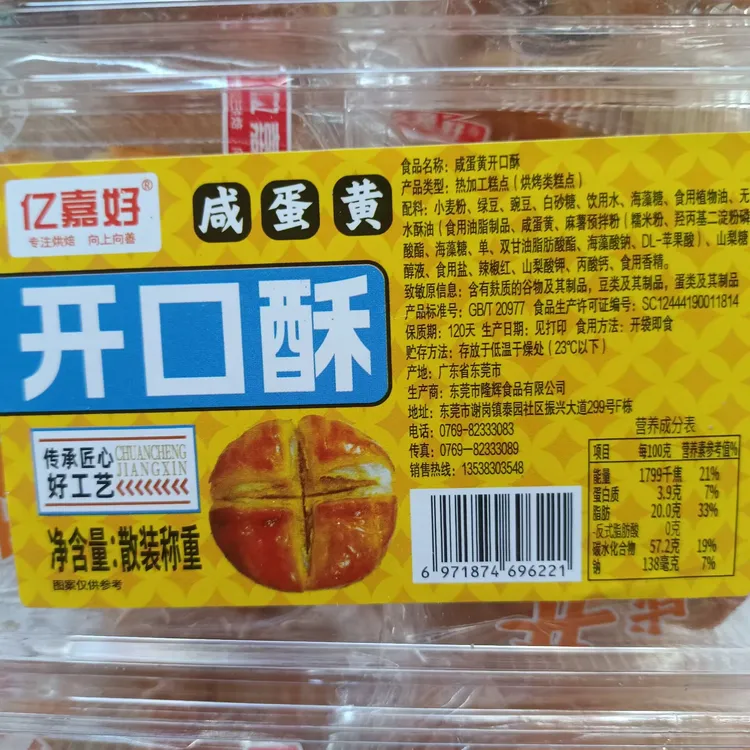 亿嘉好®
专注烘焙 向上向善
咸蛋黄
开口酥
传承匠心
好工艺
CHUANCHENG
JIANGXIN
净含量:散装称重
图案仅供参考
食品名称：咸蛋黄开口酥
产品类型：热加工糕点（烘烤类糕点）
配料：小麦粉、绿豆、豌豆、白砂糖、饮用水、海藻糖、食用植物油、无
水酥油（食用油脂制品、咸蛋黄、麻薯预拌粉（糯米粉、羟丙基二淀粉磷
酸酯、海藻糖、单、双甘油脂肪酸酯、海藻酸钠、DL-苹果酸）、山梨糖
醇液、食用盐、辣椒红、山梨酸钾、丙酸钙、食用香精。
致敏原信息：含有麸质的谷物及其制品，豆类及其制品，蛋类及其制品
产品标准号：GB/T 20977 食品生产许可证编号：SC12444190011814
保质期：120天 生产日期：见打印 食用方法：开袋即食
贮存方法：存放于低温干燥处（23℃以下）
产地：广东省东莞市
生产商：东莞市隆辉食品有限公司
地址：东莞市谢岗镇泰园社区振兴大道299号F栋
电话：0769-82333083
传真：0769—82333089
销售热线：13538303548
6 971874 696221
营养成分表
项目 每100克 营养素参考值%
能量 1799千焦 21%
蛋白质 3.9克 7%
脂肪 20.0克 33%
-反式脂肪酸 0克
碳水化合物 57.2克 19%
钠 138毫克 7%